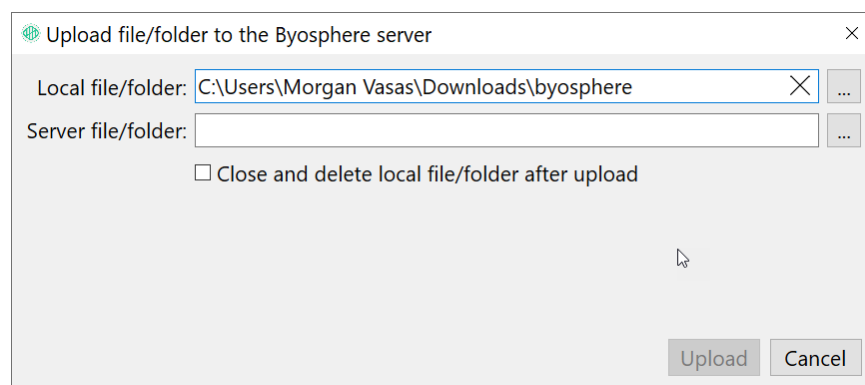 Upload file/folder to the Byosphere server
Local file/folder: C:\Users\Morgan Vasas\Downloads\byosphere ...
Server file/folder: ...
Close and delete local file/folder after upload
Upload Cancel